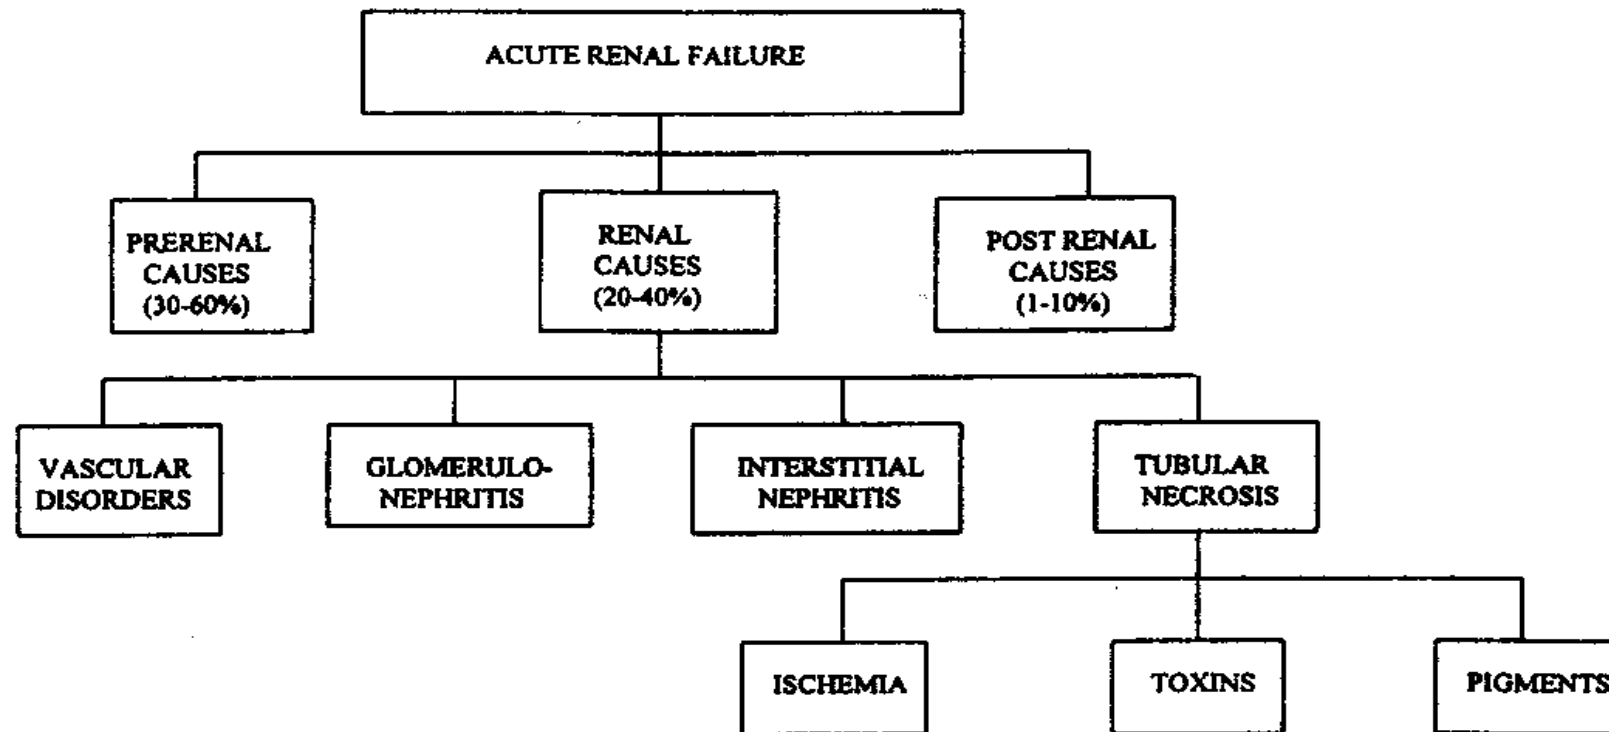 ACUTE RENAL FAILURE
PRERENAL
CAUSES
(30-60%)
RENAL
CAUSES
(20-40%)
POST RENAL
CAUSES
(1-10%)
VASCULAR
DISORDERS
GLOMERULO-
NEPHRITIS
INTERSTITIAL
NEPHRITIS
TUBULAR
NECROSIS
ISCHEMIA
TOXINS
PIGMENTS